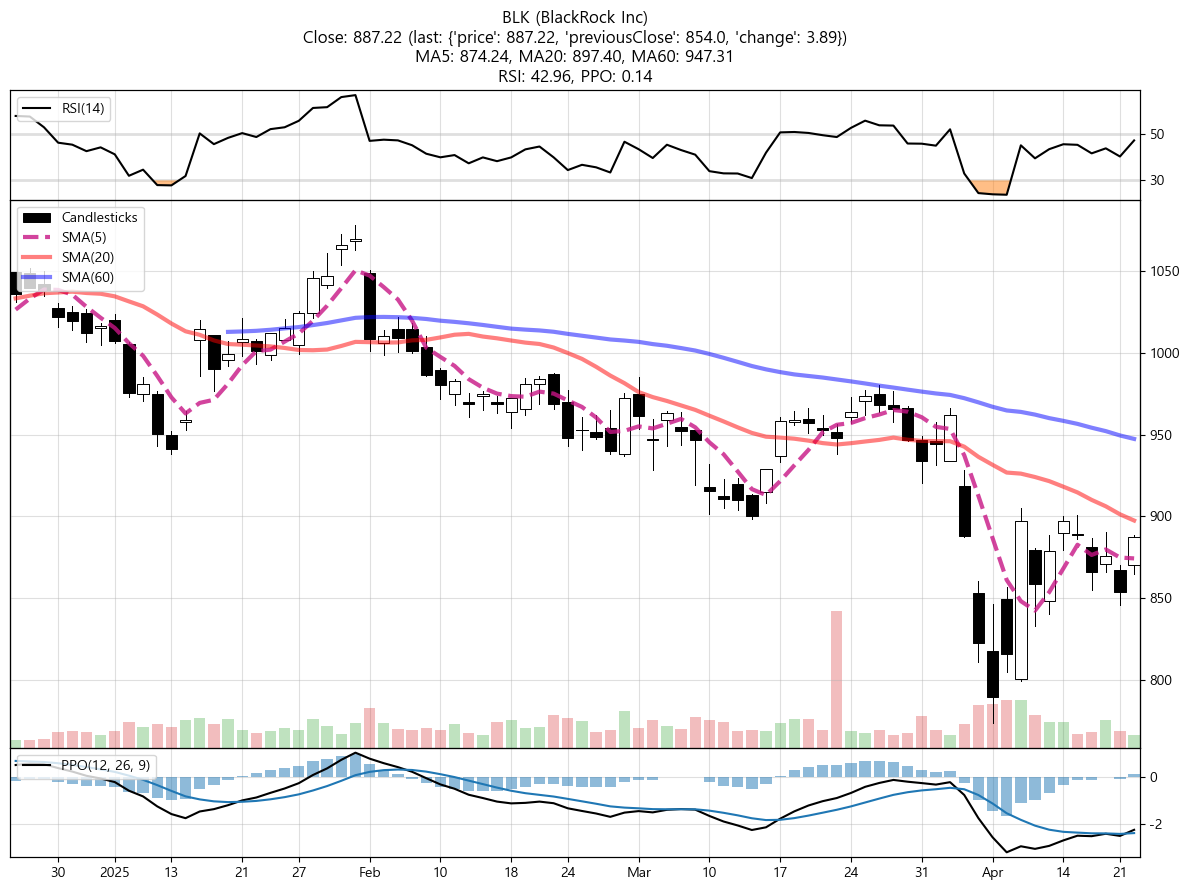 BLK (BlackRock Inc)
Close: 887.22 (last: {'price': 887.22, 'previousClose': 854.0, 'change': 3.89})
MA5: 874.24, MA20: 897.40, MA60: 947.31
RSI: 42.96, PPO: 0.14
RSI(14)
50
30
Candlesticks
SMA(5)
SMA(20)
SMA(60)
1050
1000
950
900
850
800
PPO(12, 26, 9)
0
-2
30 2025 13 21 27 Feb 10 18 24 Mar 10 17 24 31 Apr 14 21